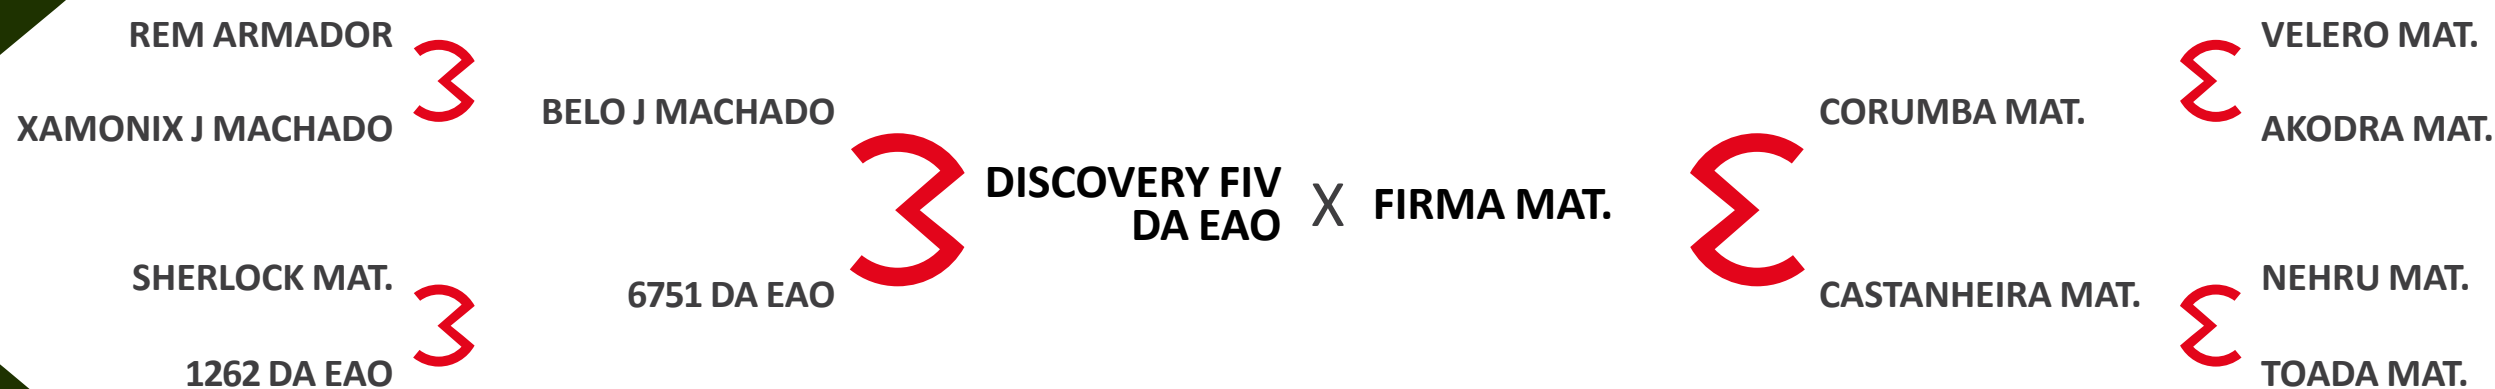 REM ARMADOR
XAMONIX J MACHADO
BELO J MACHADO
SHERLOCK MAT.
1262 DA EAO
6751 DA EAO
DISCOVERY FIV
DA EAO
X
FIRMA MAT.
CORUMBA MAT.
CASTANHEIRA MAT.
VELERO MAT.
AKODRA MAT.
NEHRU MAT.
TOADA MAT.